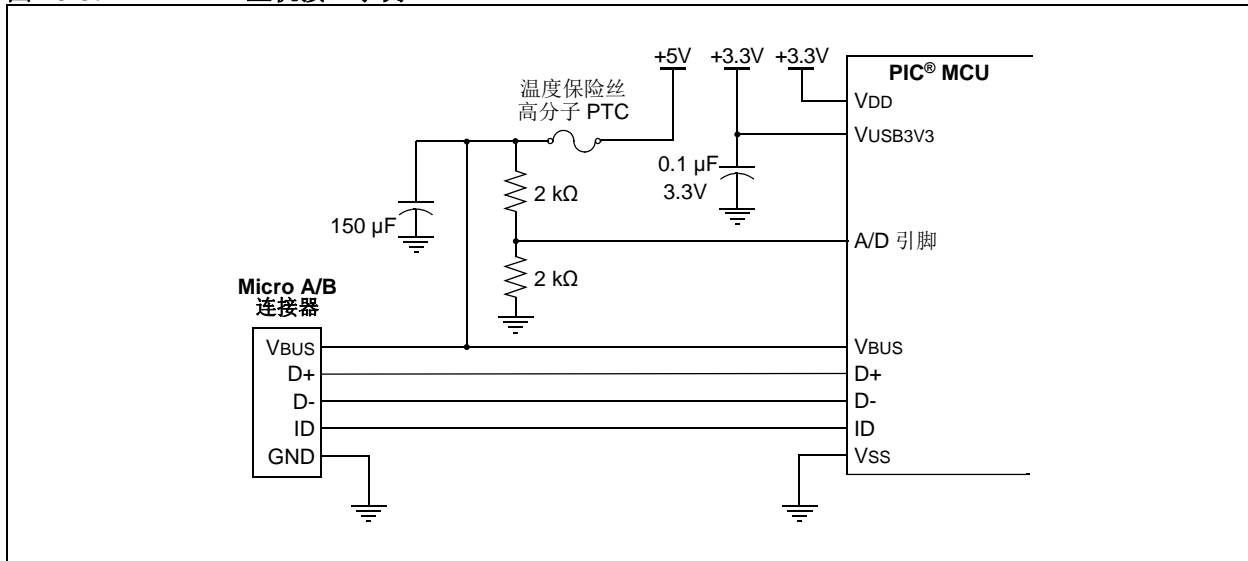 +5V
+3.3V +3.3V
温度保险丝
高分子 PTC
0.1 µF
3.3V
2 kΩ
150 µF
2 kΩ
PIC® MCU
VDD
VUSB3V3
A/D 引脚
VBUS
D+
D-
ID
VSS
Micro A/B
连接器
VBUS
D+
D-
ID
GND